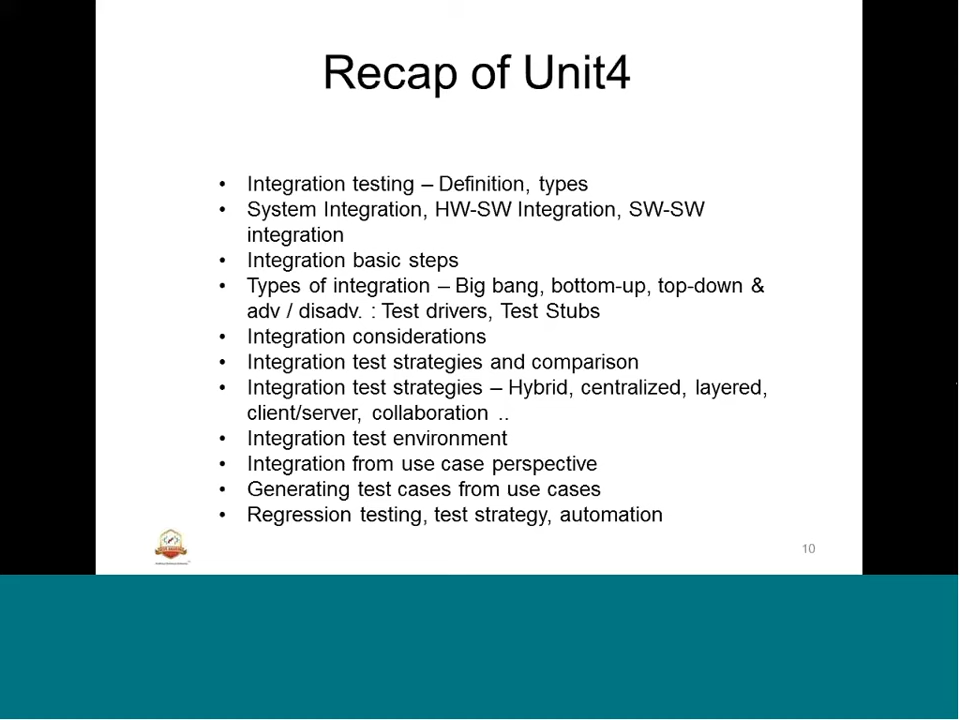 Recap of Unit4
• Integration testing – Definition, types
• System Integration, HW-SW Integration, SW-SW
integration
• Integration basic steps
• Types of integration – Big bang, bottom-up, top-down &
adv / disadv. : Test drivers, Test Stubs
• Integration considerations
• Integration test strategies and comparison
• Integration test strategies – Hybrid, centralized, layered,
client/server, collaboration ..
• Integration test environment
• Integration from use case perspective
• Generating test cases from use cases
• Regression testing, test strategy, automation
10